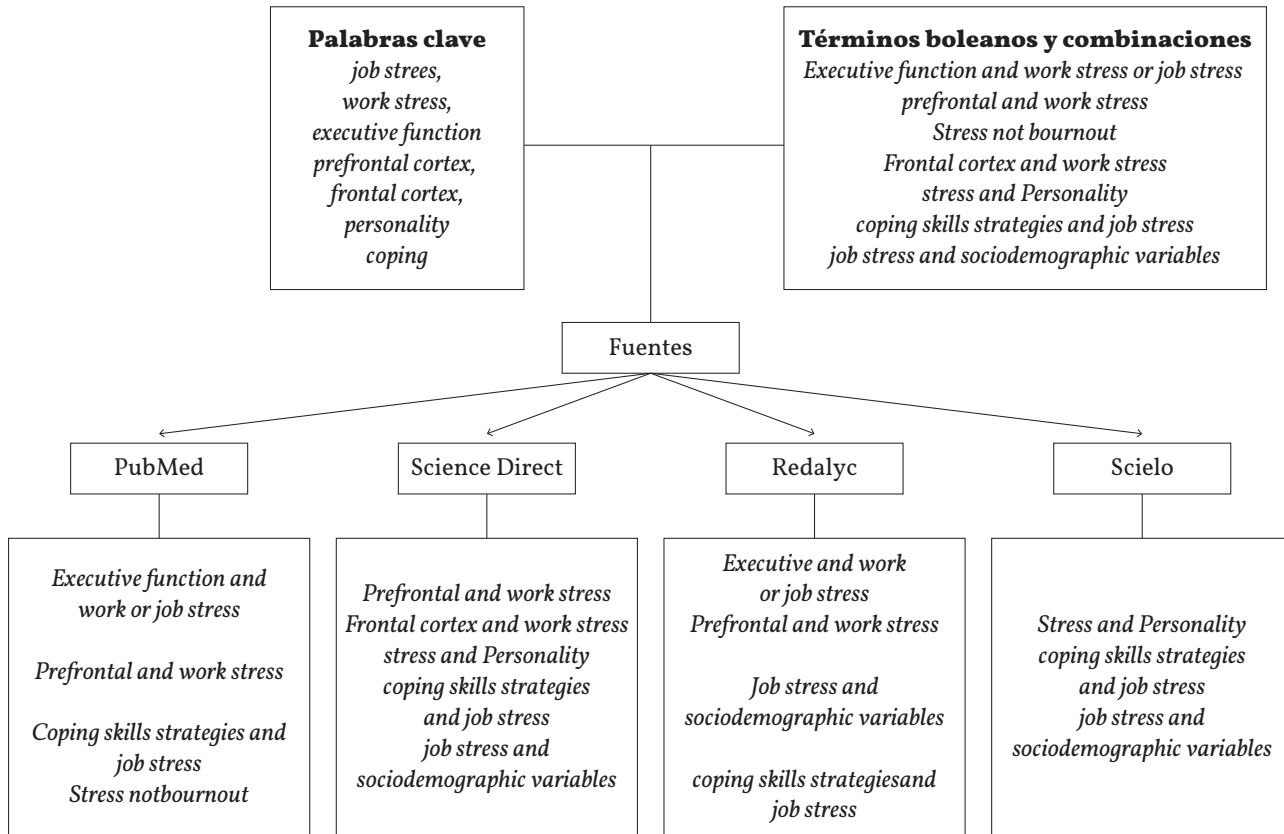 Palabras clave
job strees,
work stress,
executive function
prefrontal cortex,
frontal cortex,
personality
coping
Términos boleanos y combinaciones
Executive function and work stress or job stress
prefrontal and work stress
Stress not bournout
Frontal cortex and work stress
stress and Personality
coping skills strategies and job stress
job stress and sociodemographic variables
Fuentes
PubMed
Science Direct
Redalyc
Scielo
Executive function and
work or job stress
Prefrontal and work stress
Coping skills strategies and
job stress
Stress notbournout
Prefrontal and work stress
Frontal cortex and work stress
stress and Personality
coping skills strategies
and job stress
job stress and
sociodemographic variables
Executive and work
or job stress
Prefrontal and work stress
Job stress and
sociodemographic variables
coping skills strategiesand
job stress
Stress and Personality
coping skills strategies
and job stress
job stress and
sociodemographic variables